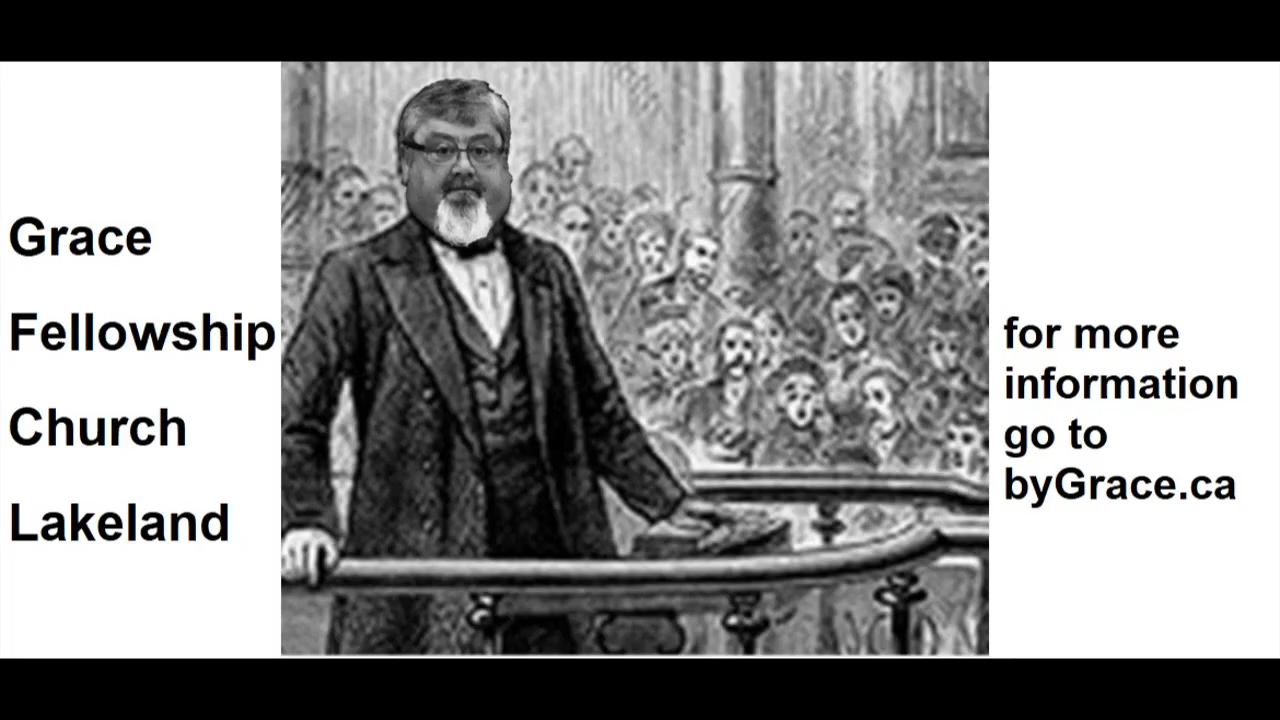 Grace
Fellowship
Church
Lakeland
for more
information
go to
byGrace.ca